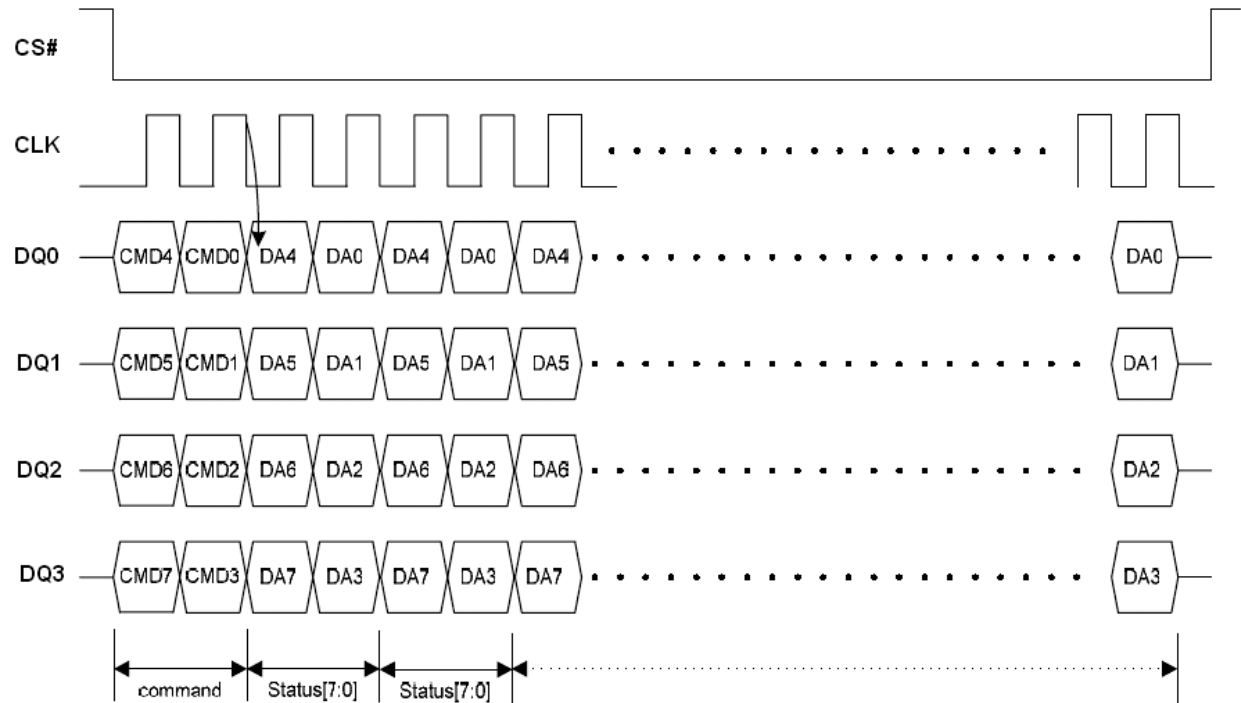 CS#
CLK
DQ0 CMD4 CMD0 DA4 DA0 DA4 DA0 DA4 DA0
DQ1 CMD5 CMD1 DA5 DA1 DA5 DA1 DA5 DA1
DQ2 CMD6 CMD2 DA6 DA2 DA6 DA2 DA6 DA2
DQ3 CMD7 CMD3 DA7 DA3 DA7 DA3 DA7 DA3
command Status[7:0] Status[7:0]